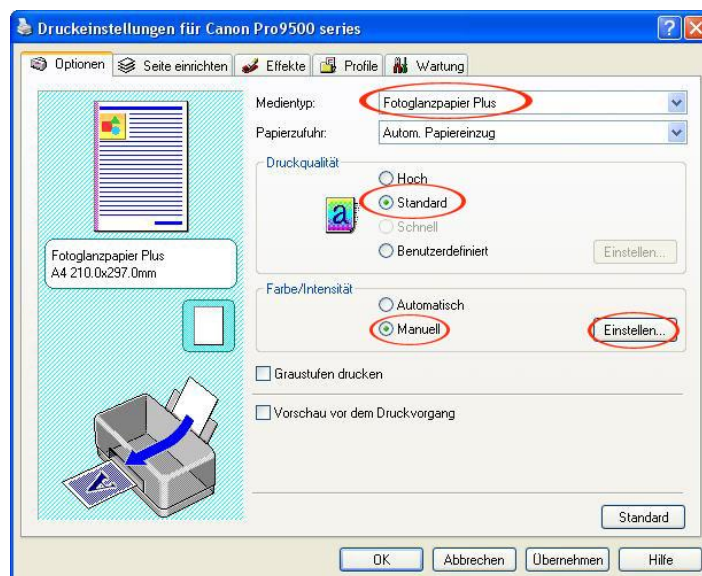 Druckeinstellungen für Canon Pro9500 series
Optionen
Seite einrichten
Effekte
Profile
Wartung
Medientyp:
Fotoglanzpapier Plus
Papierzufuhr:
Autom. Papiereinzug
Druckqualität
Hoch
Standard
Schnell
Benutzerdefiniert
Einstellen...
Fotoglanzpapier Plus
A4 210.0x297.0mm
Farbe/Intensität
Automatisch
Manuell
Einstellen...
Graustufen drucken
Vorschau vor dem Druckvorgang
Standard
OK
Abbrechen
Übernehmen
Hilfe